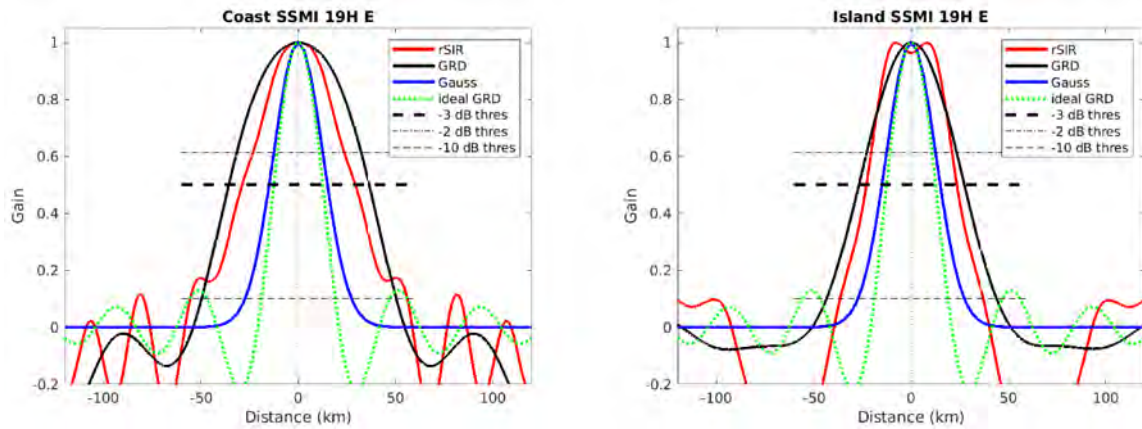 Coast SSMI 19H E
rSIR
GRD
Gauss
ideal GRD
-3 dB thres
-2 dB thres
-10 dB thres
1
0.8
0.6
0.4
0.2
0
-0.2
Gain
-100
-50
0
50
100
Distance (km)
Island SSMI 19H E
rSIR
GRD
Gauss
ideal GRD
-3 dB thres
-2 dB thres
-10 dB thres
1
0.8
0.6
0.4
0.2
0
-0.2
Gain
-100
-50
0
50
100
Distance (km)